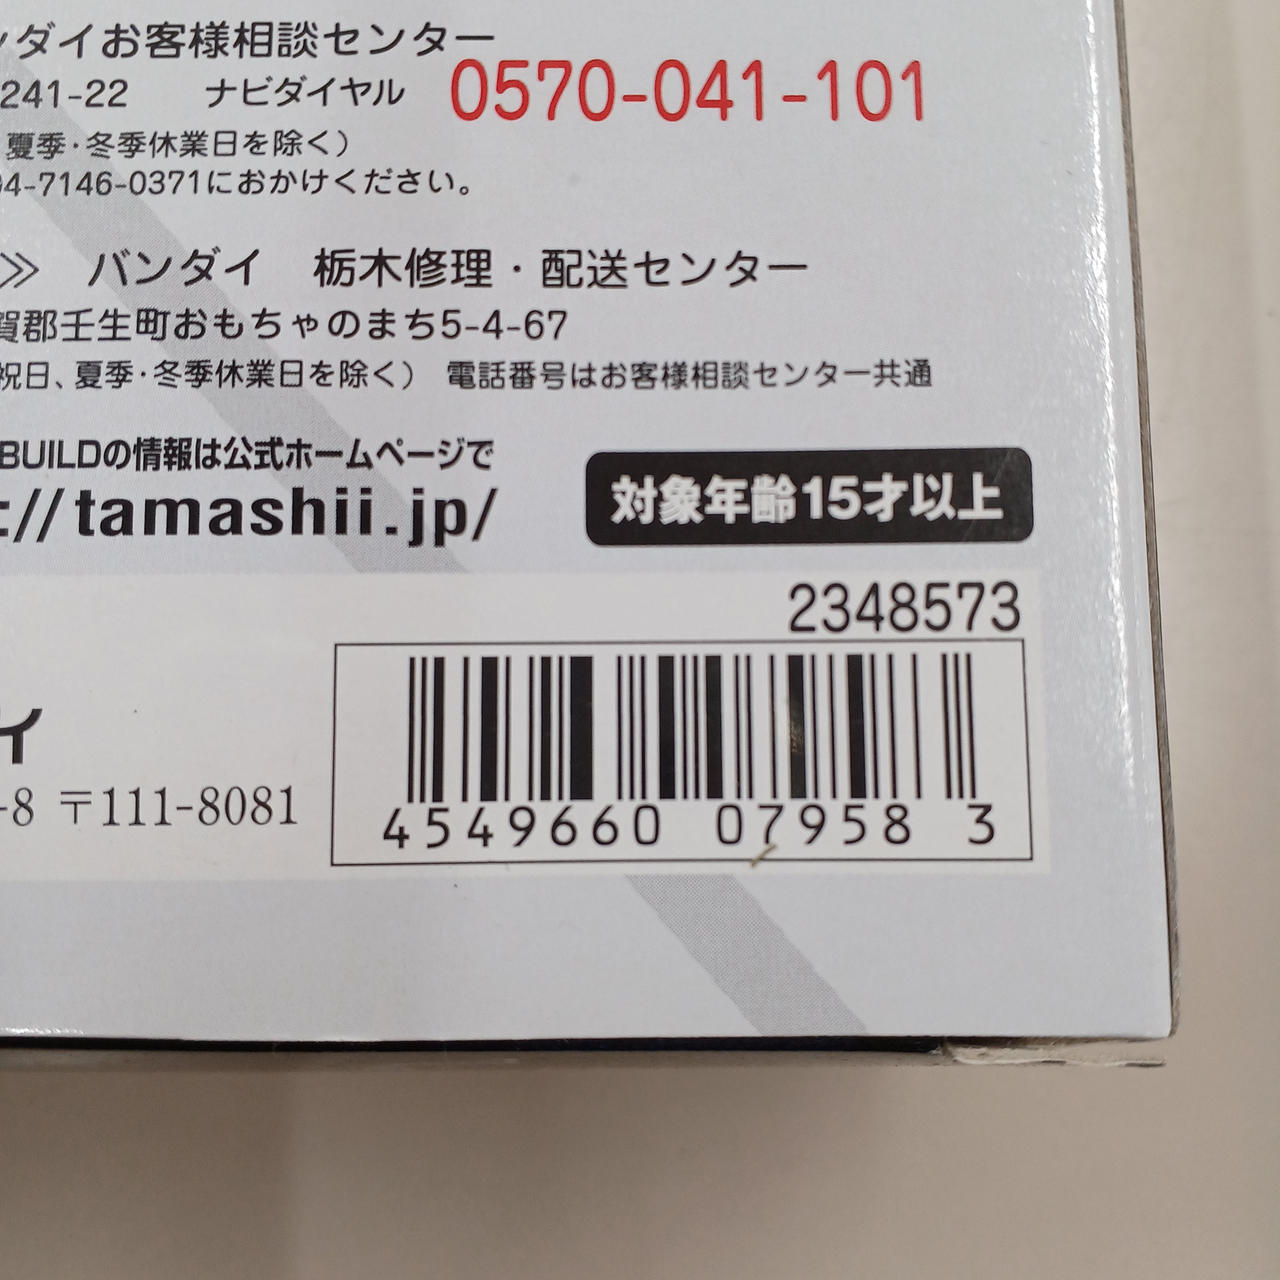 ンダイお客様相談センター
241-22 ナビダイヤル 0570-041-101
夏季・冬季休業日を除く）
04-7146-0371におかけください。
≫ バンダイ 栃木修理・配送センター
賀郡壬生町おもちゃのまち5-4-67
祝日、夏季・冬季休業日を除く） 電話番号はお客様相談センター共通
BUILDの情報は公式ホームページで
://tamashii.jp/
対象年齢15才以上
2348573
イ
-8 〒111-8081
4549660 07958 3